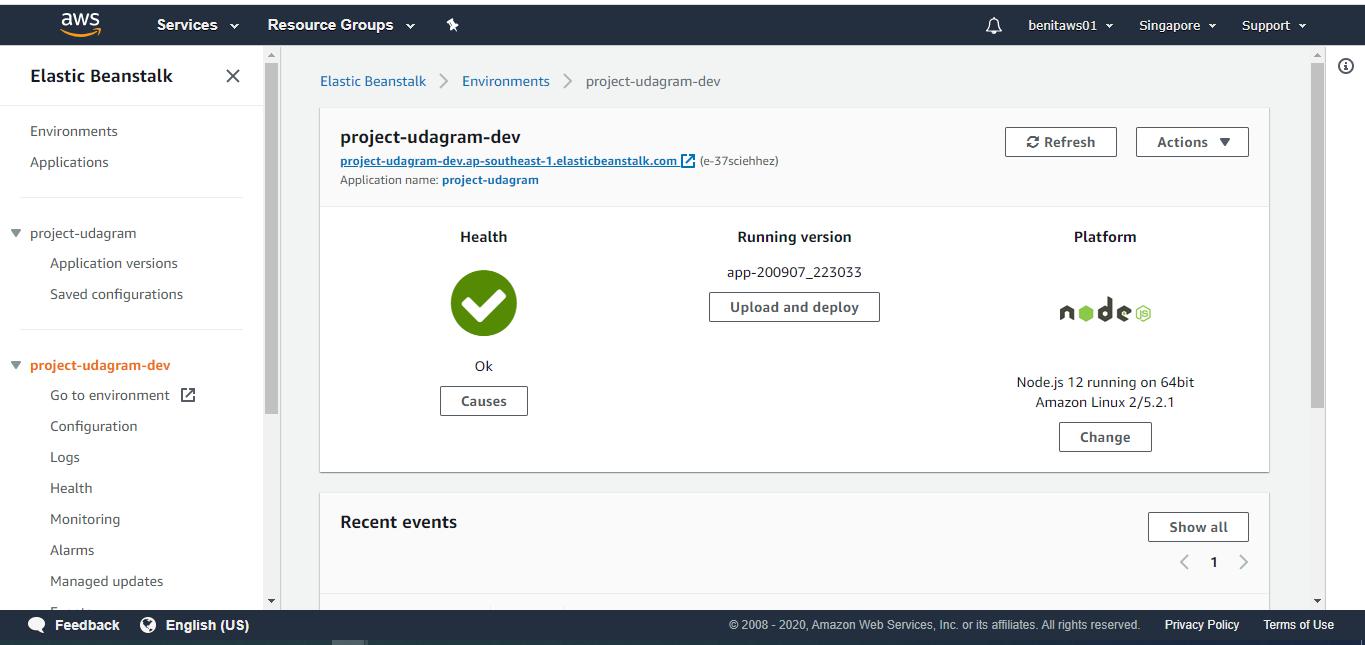 aws Services Resource Groups benitaws01 Singapore Support
Elastic Beanstalk
Environments
Applications
project-udagram
Application versions
Saved configurations
project-udagram-dev
Go to environment
Configuration
Logs
Health
Monitoring
Alarms
Managed updates
Elastic Beanstalk Environments project-udagram-dev
project-udagram-dev
Refresh
Actions
project-udagram-dev.ap-southeast-1.elasticbeanstalk.com (e-37sciehhez)
Application name: project-udagram
Health
Ok
Causes
Running version
app-200907_223033
Upload and deploy
Platform
node JS
Node.js 12 running on 64bit
Amazon Linux 2/5.2.1
Change
Recent events
Show all
1
Feedback English (US) © 2008 - 2020, Amazon Web Services, Inc. or its affiliates. All rights reserved. Privacy Policy Terms of Use